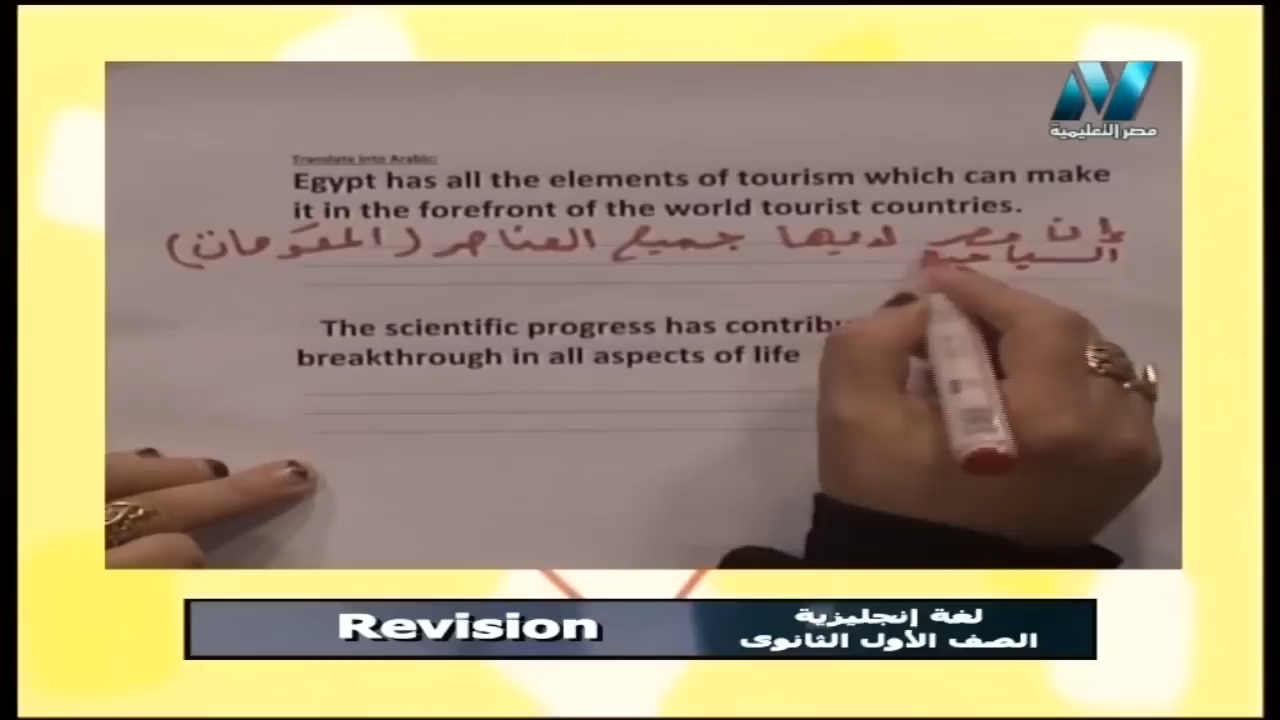 مصر التعليمية
Translate into Arabic:
Egypt has all the elements of tourism which can make
it in the forefront of the world tourist countries.
إن مصر لديها جميع العناصر (المقومات)
السياحية
The scientific progress has
breakthrough in all aspects of life
Revision
لغة إنجليزية
الصف الأول الثانوى